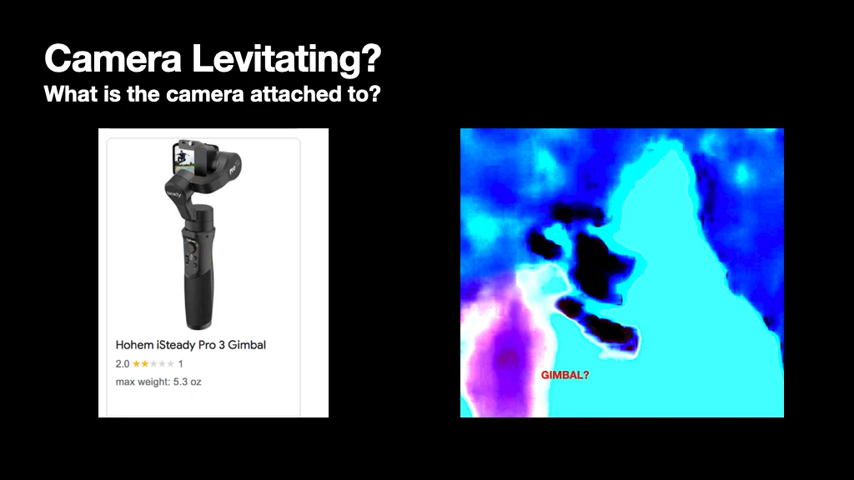 Camera Levitating?
What is the camera attached to?
Pro
Hohem iSteady Pro 3 Gimbal
2.0 ★★★★★ 1
max weight: 5.3 oz
GIMBAL?